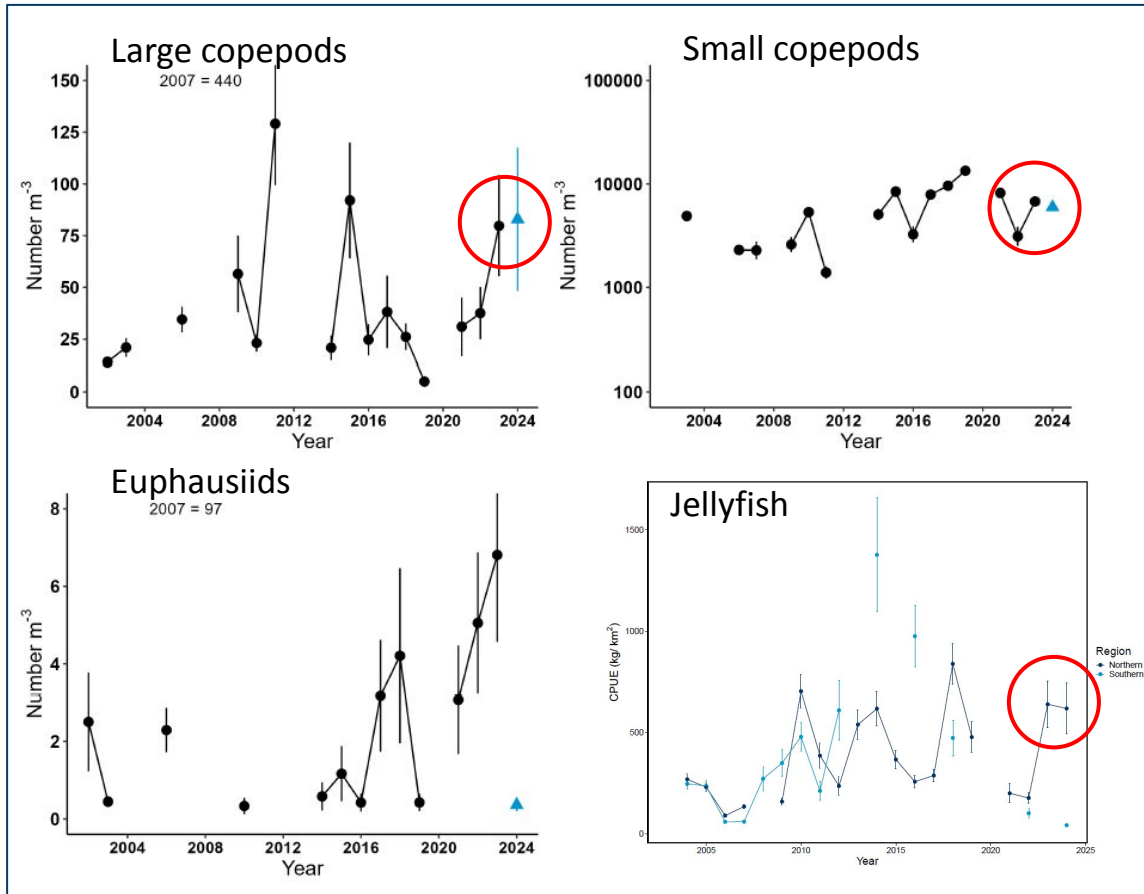 Large copepods
2007 = 440
150
125
100
75
50
25
0
Number m-3
2004 2008 2012 2016 2020 2024
Year
Small copepods
100000
10000
1000
100
Number m-3
2004 2008 2012 2016 2020 2024
Year
Euphausiids
2007 = 97
8
6
4
2
0
Number m-3
2004 2008 2012 2016 2020 2024
Year
Jellyfish
1500
1000
500
0
CPUE (kg/ km2)
2005 2010 2015 2020 2025
Year
Region
Northern
Southern